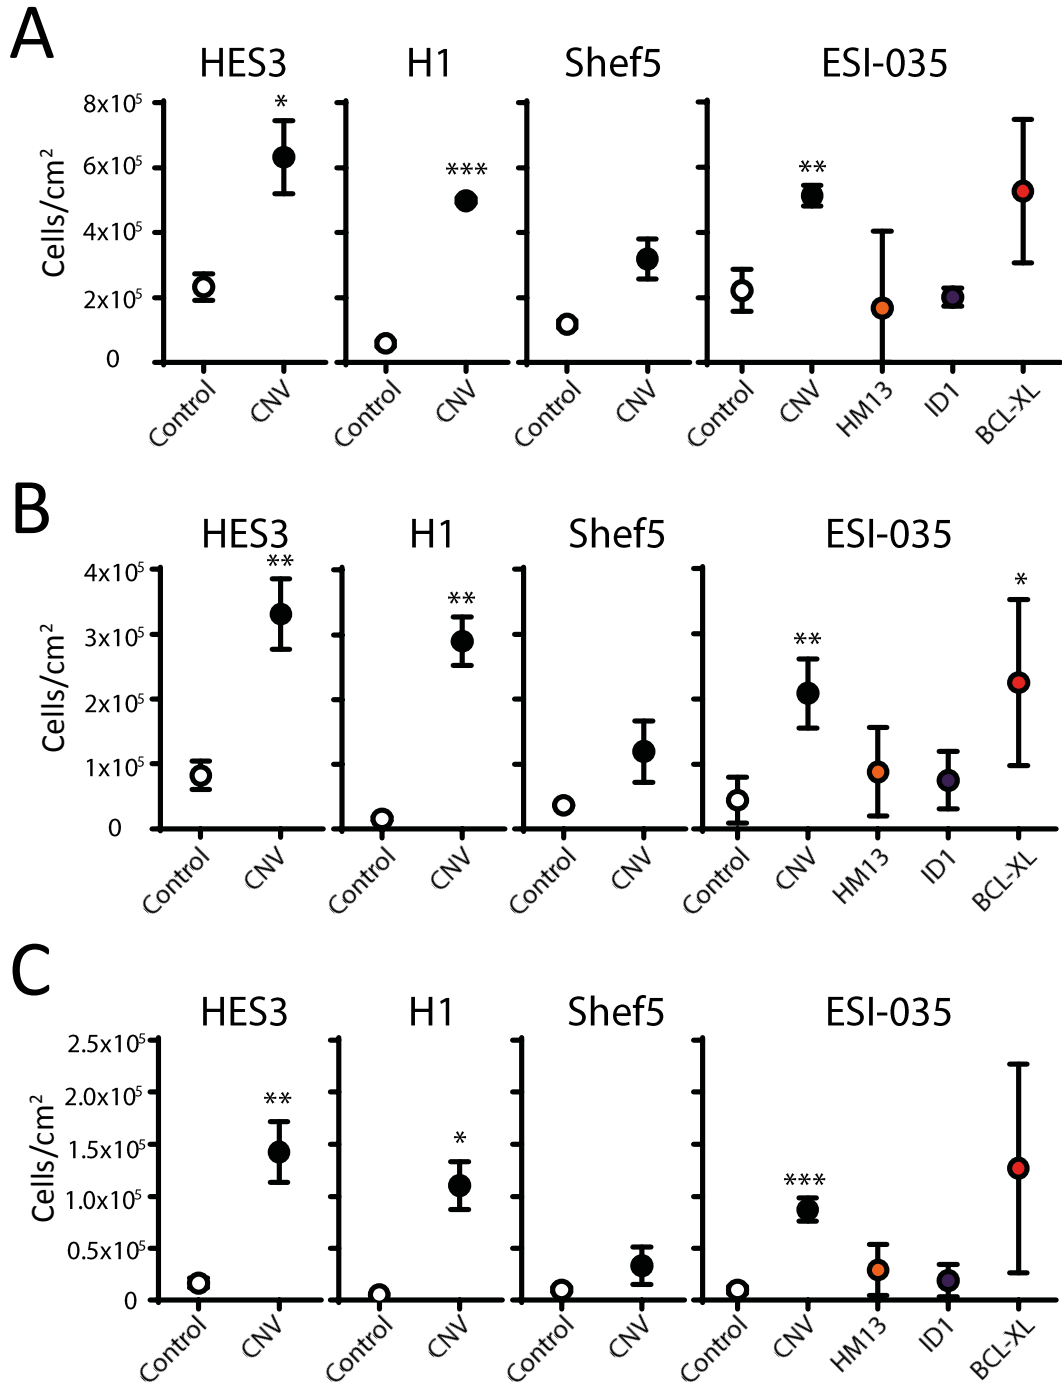 A
HES3 H1 Shef5 ESI-035
8x10⁵ * 
6x10⁵ *** **
4x10⁵
2x10⁵
0
Cells/cm²
Control CNV Control CNV Control CNV Control CNV HM13 ID1 BCL-XL
B
HES3 H1 Shef5 ESI-035
4x10⁵ ** ** ** *
3x10⁵
2x10⁵
1x10⁵
0
Cells/cm²
Control CNV Control CNV Control CNV Control CNV HM13 ID1 BCL-XL
C
HES3 H1 Shef5 ESI-035
2.5x10⁵
2.0x10⁵
1.5x10⁵ ** * ***
1.0x10⁵
0.5x10⁵
0
Cells/cm²
Control CNV Control CNV Control CNV Control CNV HM13 ID1 BCL-XL